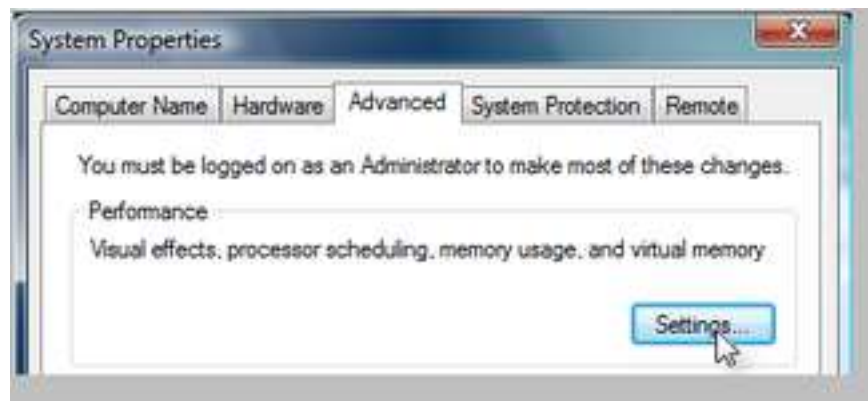 System Properties
Computer Name Hardware Advanced System Protection Remote
You must be logged on as an Administrator to make most of these changes.
Performance
Visual effects, processor scheduling, memory usage, and virtual memory
Settings...